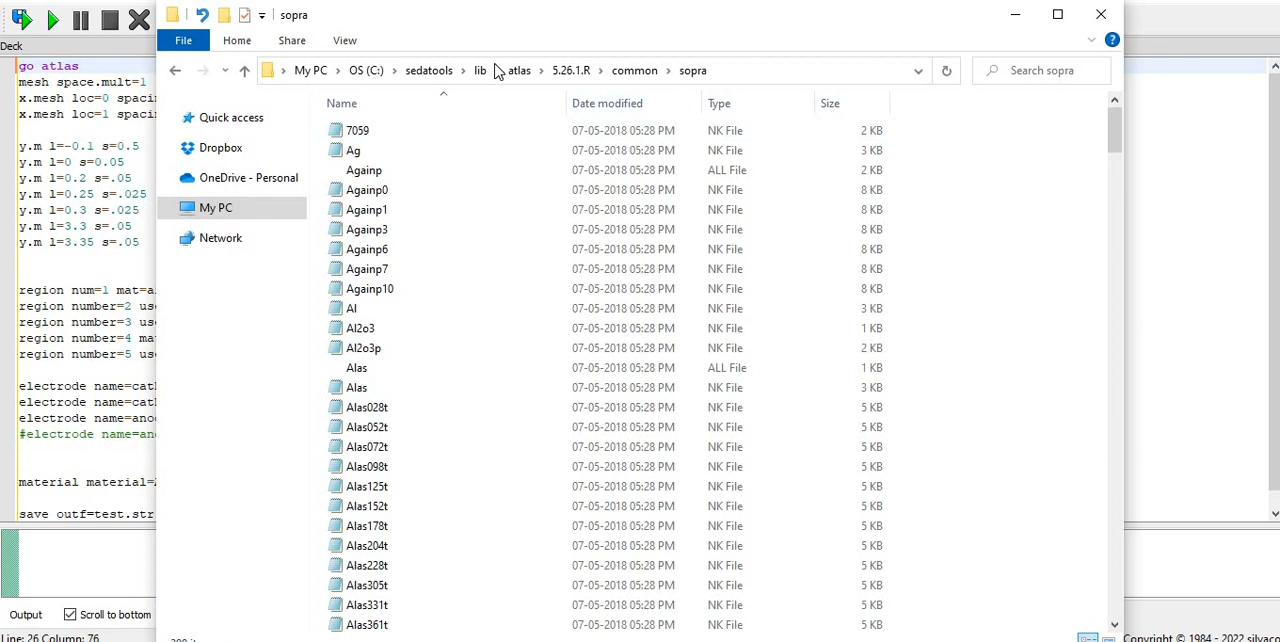 sopra
File Home Share View
My PC > OS (C:) > sedatools > lib > atlas > 5.26.1.R > common > sopra
Search sopra
Deck
go atlas
mesh space.mult=1
x.mesh loc=0 spacin
x.mesh loc=1 spacin
y.m l=-0.1 s=0.5
y.m l=0 s=0.05
y.m l=0.2 s=.05
y.m l=0.25 s=.025
y.m l=0.3 s=.025
y.m l=3.3 s=.05
y.m l=3.35 s=.05
region num=1 mat=a
region number=2 use
region number=3 use
region number=4 mat
region number=5 use
electrode name=cath
electrode name=cath
electrode name=anod
#electrode name=ano
material material=
save outf=test.str
Quick access
Dropbox
OneDrive - Personal
My PC
Network
Name Date modified Type Size
7059 07-05-2018 05:28 PM NK File 2 KB
Ag 07-05-2018 05:28 PM NK File 3 KB
Againp 07-05-2018 05:28 PM ALL File 2 KB
Againp0 07-05-2018 05:28 PM NK File 8 KB
Againp1 07-05-2018 05:28 PM NK File 8 KB
Againp3 07-05-2018 05:28 PM NK File 8 KB
Againp6 07-05-2018 05:28 PM NK File 8 KB
Againp7 07-05-2018 05:28 PM NK File 8 KB
Againp10 07-05-2018 05:28 PM NK File 8 KB
Al 07-05-2018 05:28 PM NK File 3 KB
Al2o3 07-05-2018 05:28 PM NK File 1 KB
Al2o3p 07-05-2018 05:28 PM NK File 2 KB
Alas 07-05-2018 05:28 PM ALL File 1 KB
Alas 07-05-2018 05:28 PM NK File 3 KB
Alas028t 07-05-2018 05:28 PM NK File 5 KB
Alas052t 07-05-2018 05:28 PM NK File 5 KB
Alas072t 07-05-2018 05:28 PM NK File 5 KB
Alas098t 07-05-2018 05:28 PM NK File 5 KB
Alas125t 07-05-2018 05:28 PM NK File 5 KB
Alas152t 07-05-2018 05:28 PM NK File 5 KB
Alas178t 07-05-2018 05:28 PM NK File 5 KB
Alas204t 07-05-2018 05:28 PM NK File 5 KB
Alas228t 07-05-2018 05:28 PM NK File 5 KB
Alas305t 07-05-2018 05:28 PM NK File 5 KB
Alas331t 07-05-2018 05:28 PM NK File 5 KB
Alas361t 07-05-2018 05:28 PM NK File 5 KB
Output Scroll to bottom
Line: 26 Column: 76
Copyright © 1984 - 2022 silvaco